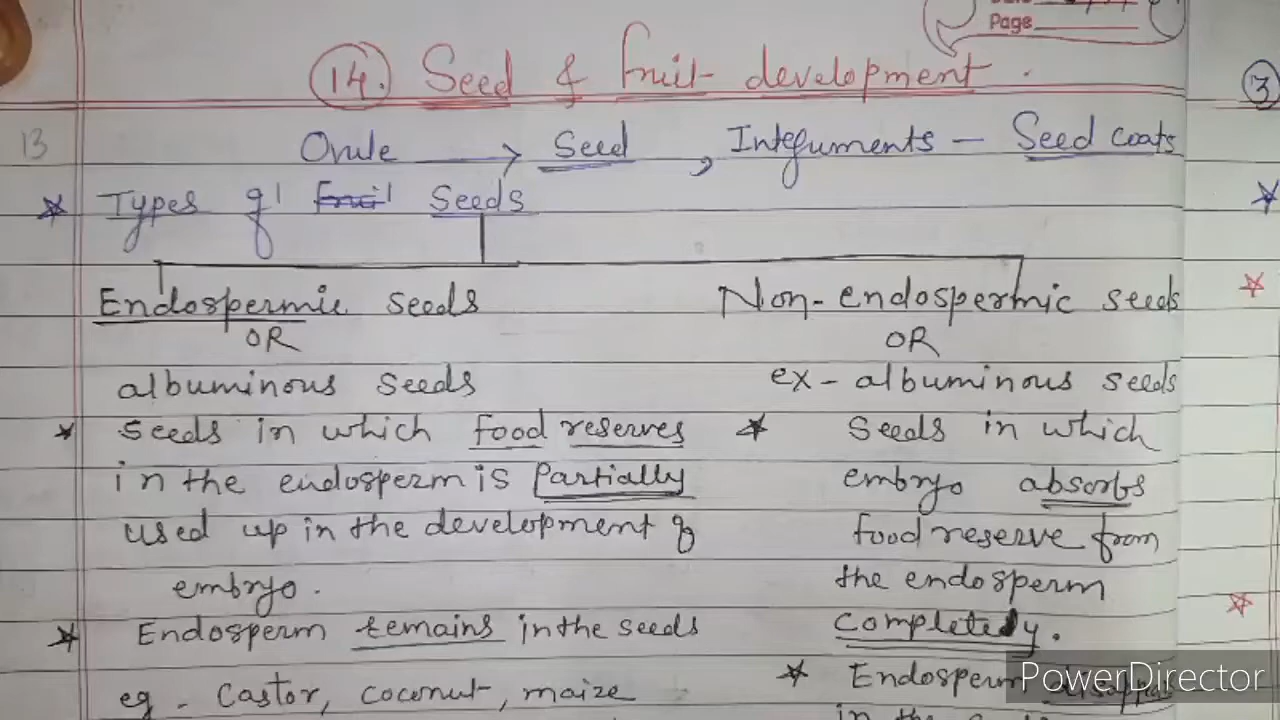 Page
14. Seed & fruit development.
3
13
Ovule → Seed, Integuments - Seed coats
Types of Seeds
Endospermic seeds
OR
albuminous seeds
Seeds in which food reserves
in the endosperm is Partially
used up in the development of
embryo.
Endosperm remains in the seeds
eg. Castor, coconut, maize
Non-endospermic seeds
OR
ex-albuminous seeds
Seeds in which
embryo absorbs
food reserve from
the endosperm
completely.
Endosperm
in the
PowerDirector